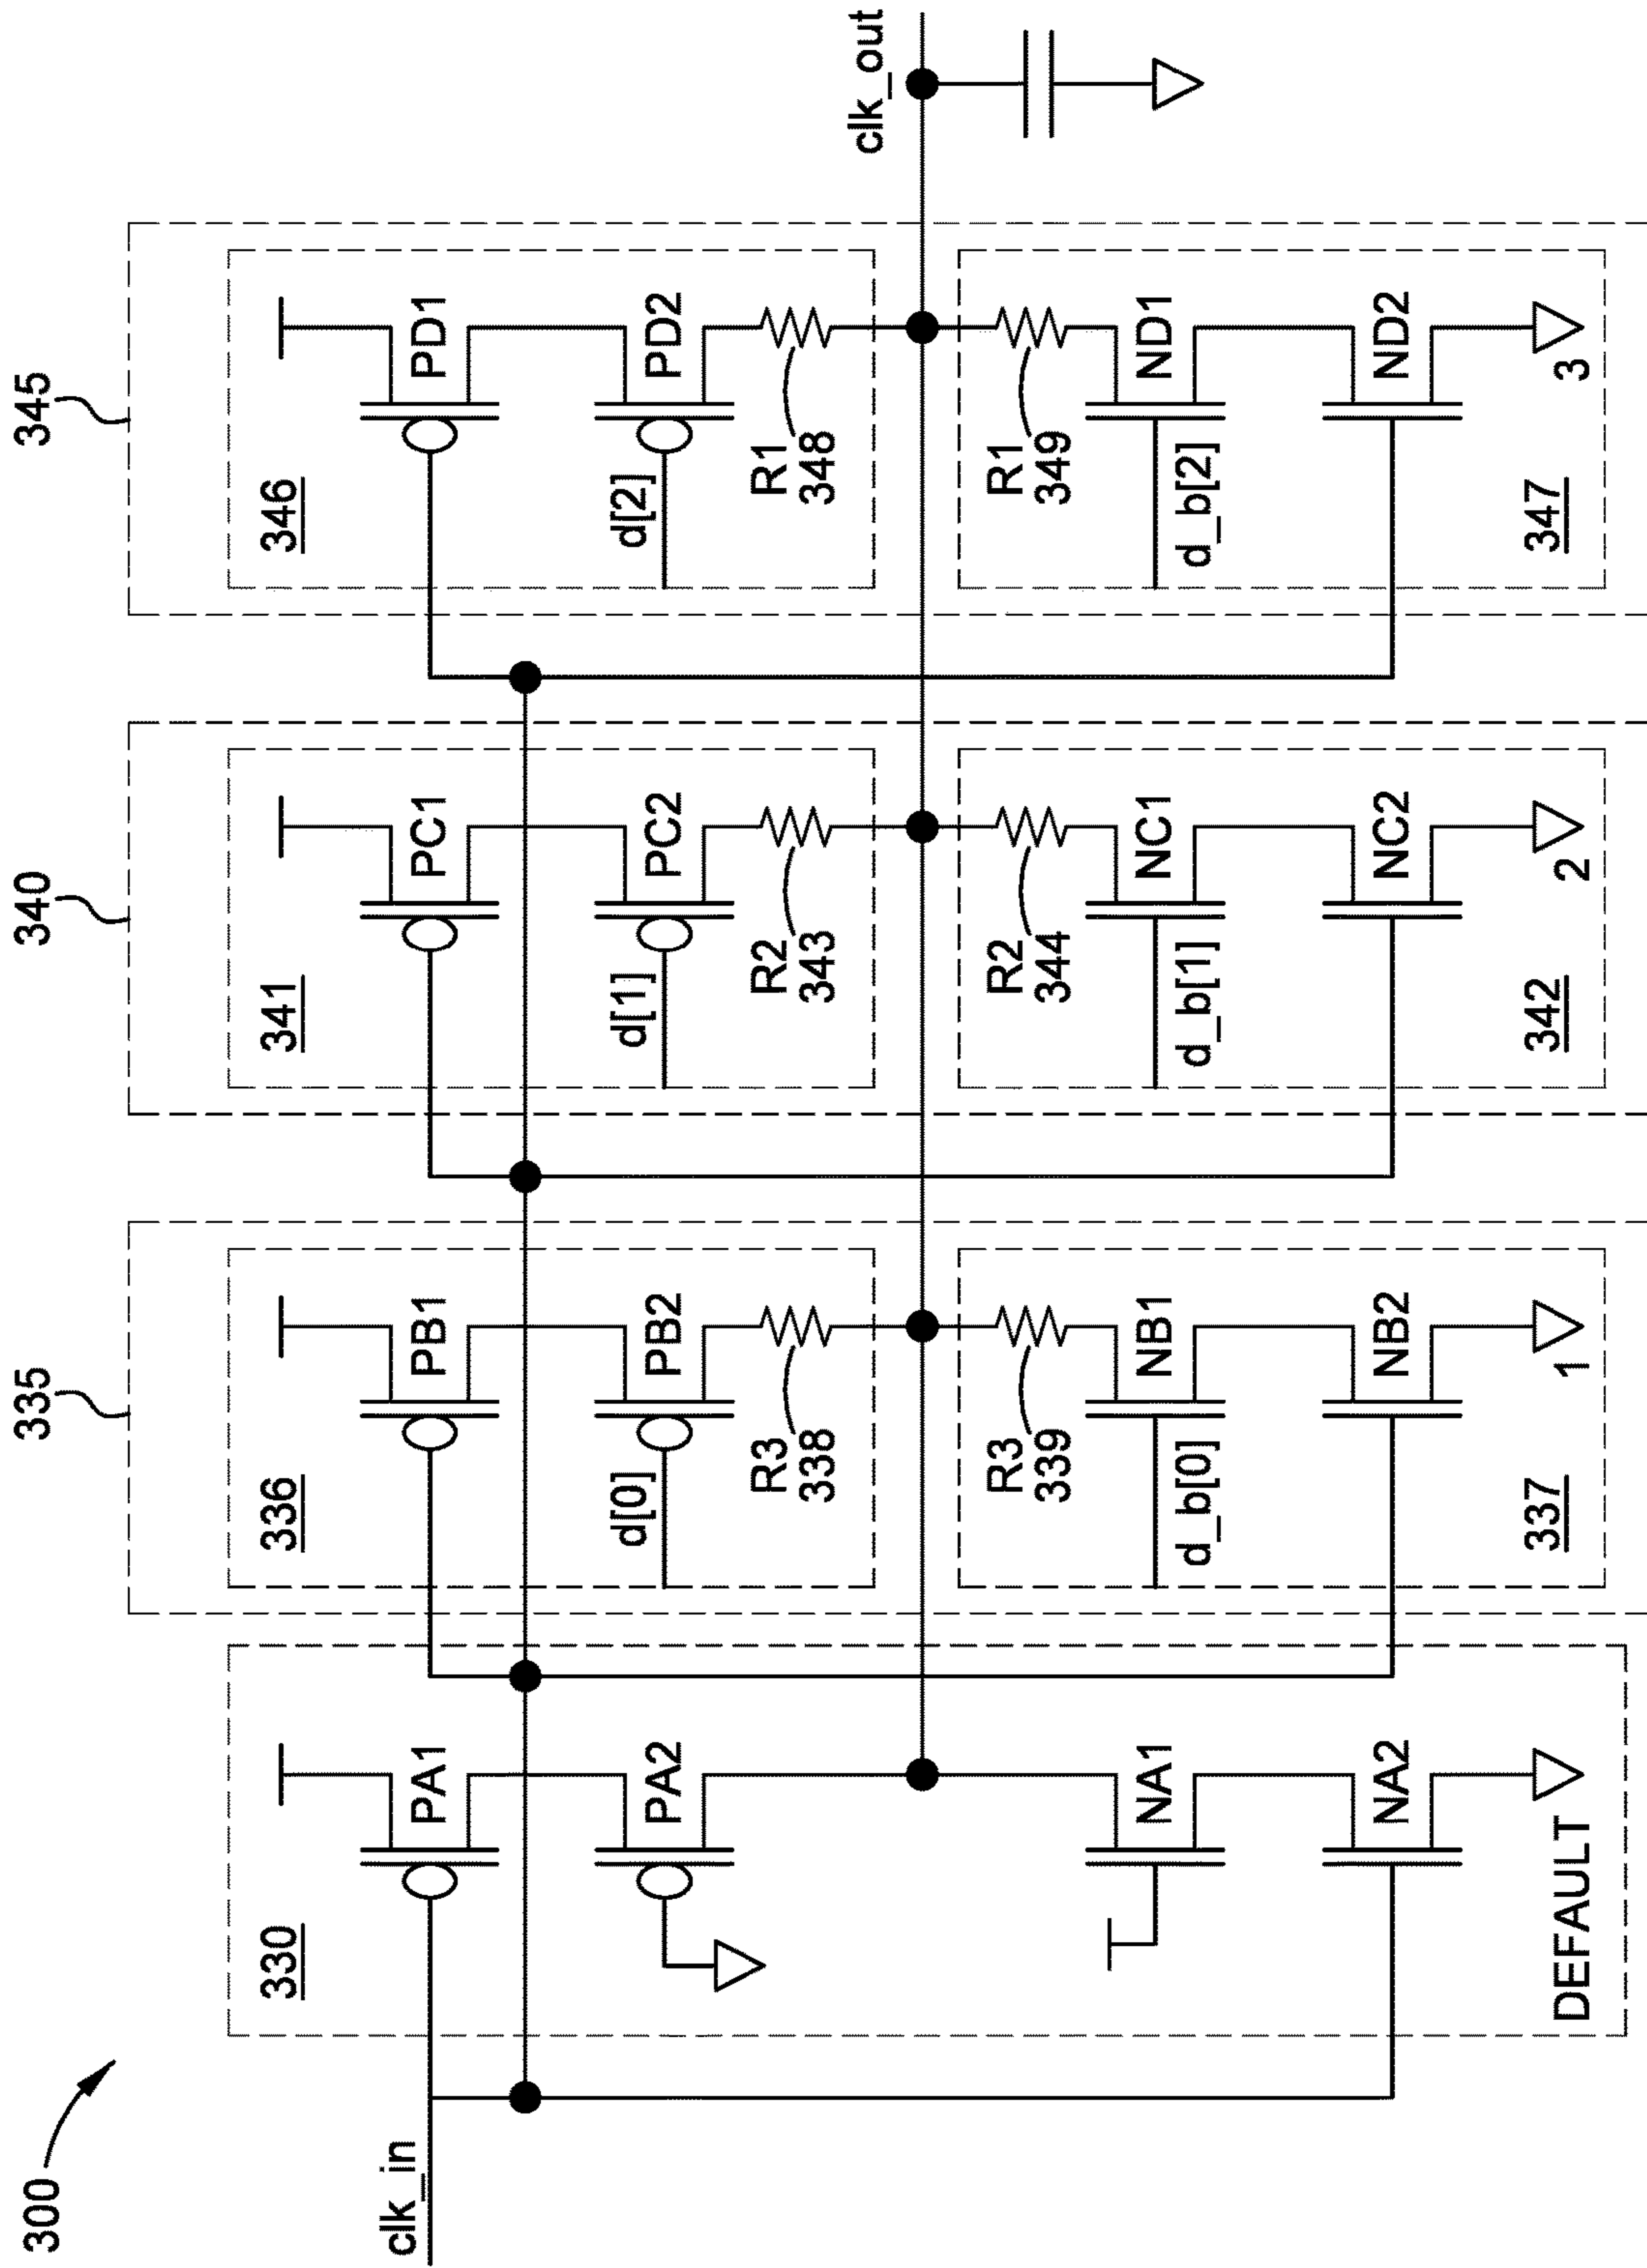 300
335
340
345
clk_in
330
PA1
PA2
NA1
NA2
DEFAULT
336
PB1
d[0]
PB2
R3
338
R3
339
d_b[0]
NB1
337
NB2
1
341
PC1
d[1]
PC2
R2
343
R2
344
d_b[1]
NC1
342
NC2
2
346
PD1
d[2]
PD2
R1
348
R1
349
d_b[2]
ND1
347
ND2
3
clk_out